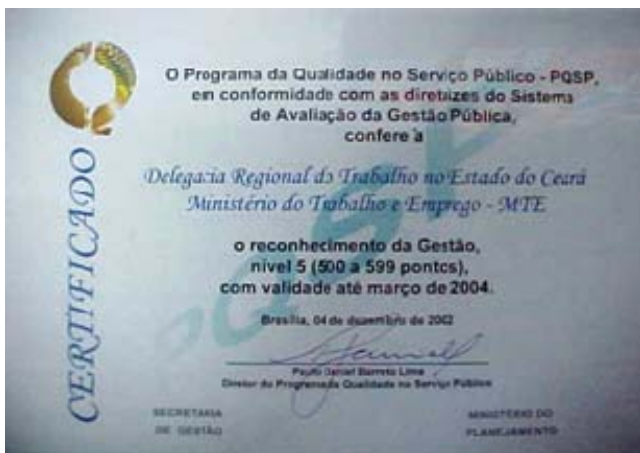 CERTIFICADO
O Programa da Qualidade no Serviço Público - PQSP,
em conformidade com as diretrizes do Sistema
de Avaliação da Gestão Pública,
confere à
Delegacia Regional do Trabalho no Estado do Ceará
Ministério do Trabalho e Emprego - MTE
o reconhecimento da Gestão,
nível 5 (500 a 599 pontos),
com validade até março de 2004.
Brasília, 04 de dezembro de 2002
Paulo Daniel Barreto Lima
Diretor do Programa da Qualidade no Serviço Público
SECRETARIA
DE GESTÃO
MINISTÉRIO DO
PLANEJAMENTO
PQSP